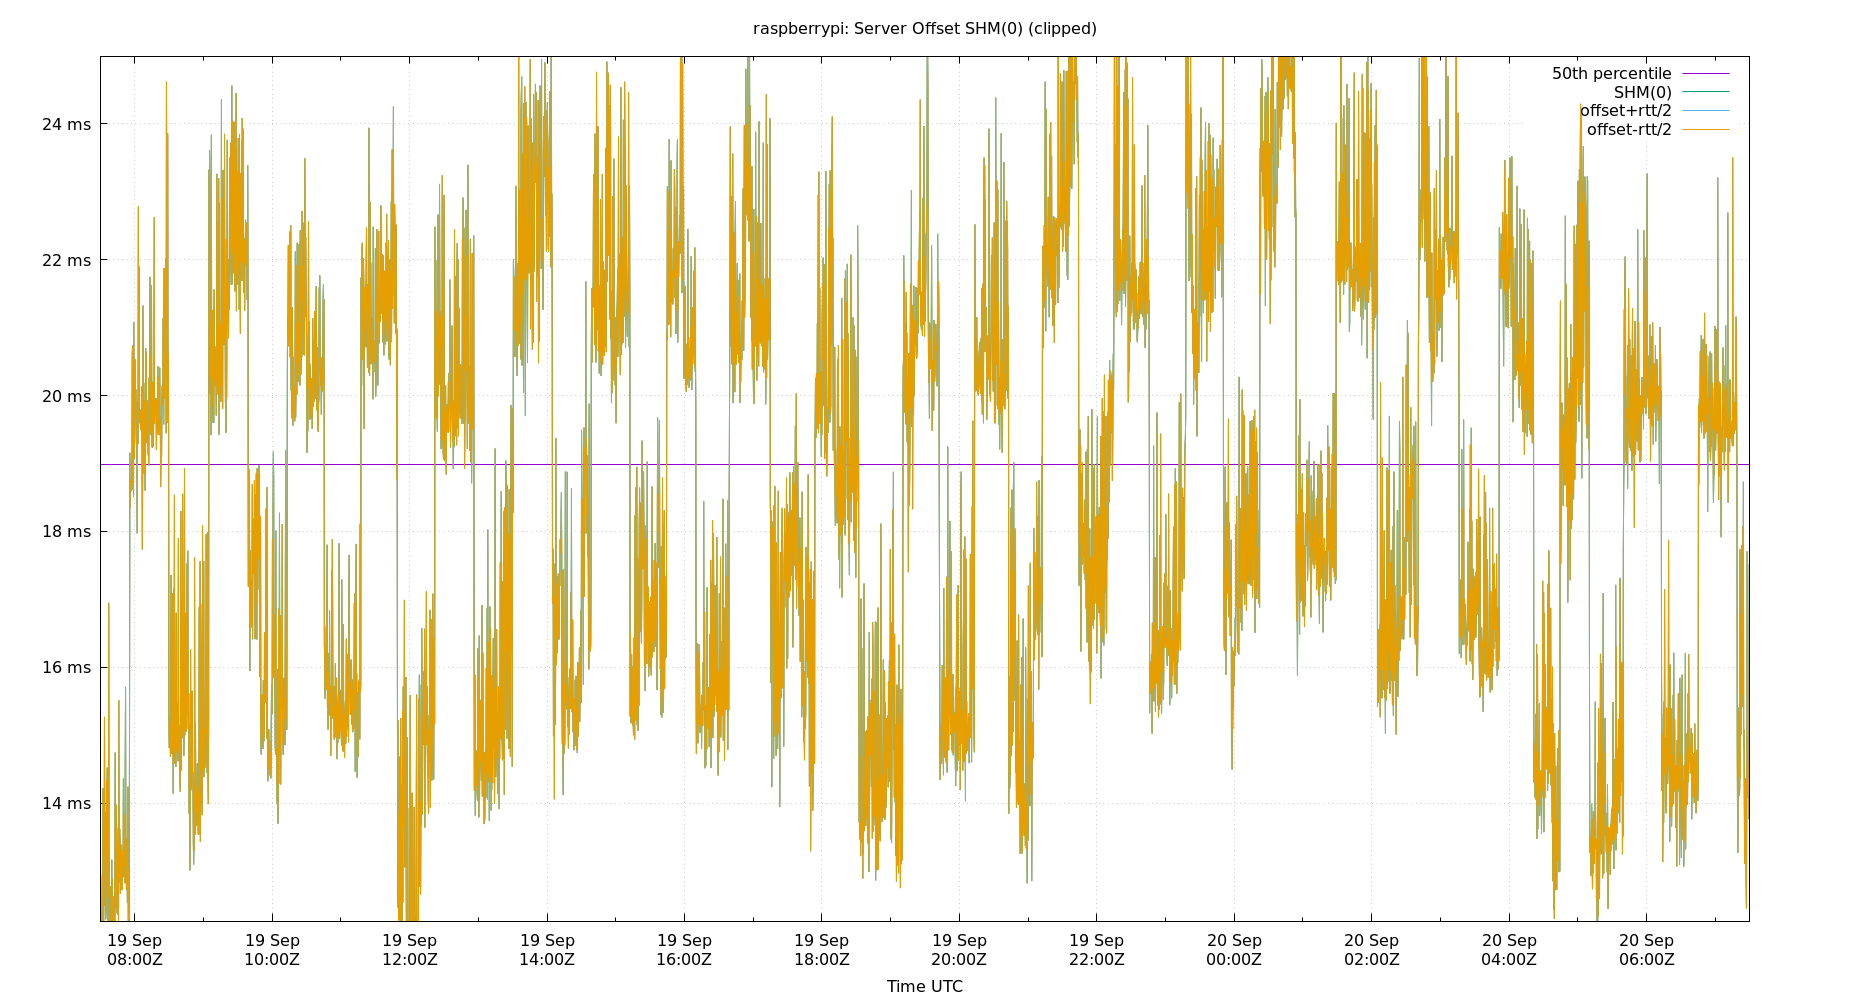 raspberrypi: Server Offset SHM(0) (clipped)
50th percentile
SHM(0)
offset+rtt/2
offset-rtt/2
24 ms
22 ms
20 ms
18 ms
16 ms
14 ms
19 Sep 19 Sep 19 Sep 19 Sep 19 Sep 19 Sep 19 Sep 19 Sep 20 Sep 20 Sep 20 Sep 20 Sep
08:00Z 10:00Z 12:00Z 14:00Z 16:00Z 18:00Z 20:00Z 22:00Z 00:00Z 02:00Z 04:00Z 06:00Z
Time UTC